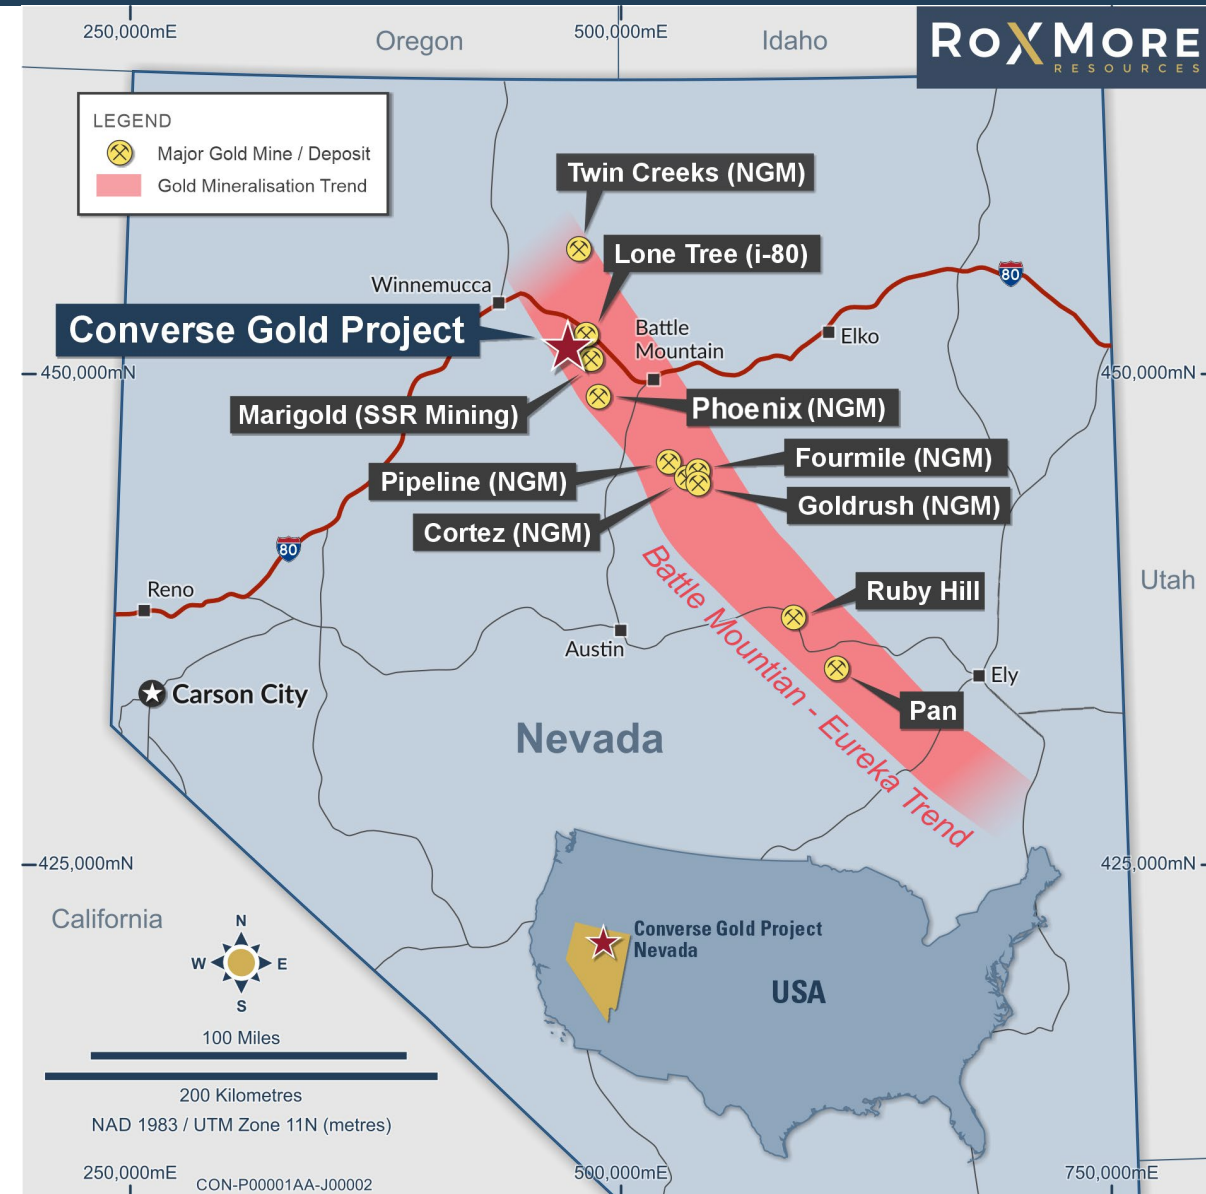 250,000mE
500,000mE
Oregon
Idaho
ROXMORE
RESOURCES
LEGEND
Major Gold Mine / Deposit
Gold Mineralisation Trend
Twin Creeks (NGM)
Lone Tree (i-80)
80
Winnemucca
Converse Gold Project
Battle
Mountain
Elko
450,000mN
450,000mN
Marigold (SSR Mining)
Phoenix (NGM)
Pipeline (NGM)
Fourmile (NGM)
Goldrush (NGM)
Cortez (NGM)
80
Battle Mountian - Eureka Trend
Utah
Reno
Ruby Hill
Austin
Ely
Carson City
Pan
Nevada
425,000mN
425,000mN
California
N
W
E
S
Converse Gold Project
Nevada
USA
100 Miles
200 Kilometres
NAD 1983 / UTM Zone 11N (metres)
250,000mE
CON-P00001AA-J00002
500,000mE
750,000mE